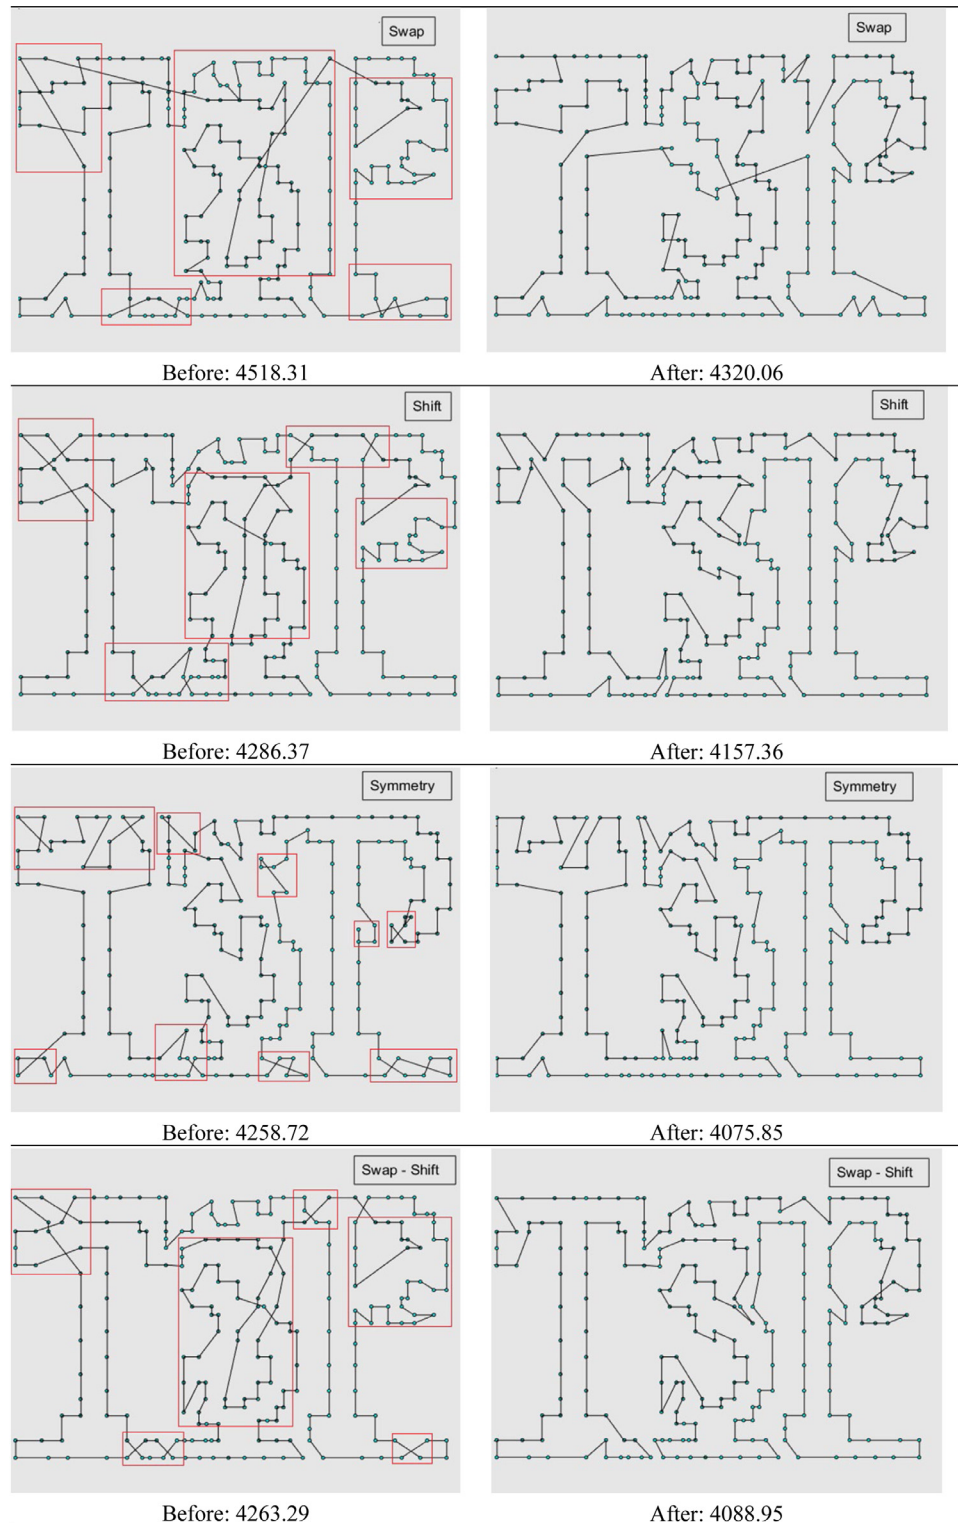 Swap
Swap
Before: 4518.31
After: 4320.06
Shift
Shift
Before: 4286.37
After: 4157.36
Symmetry
Symmetry
Before: 4258.72
After: 4075.85
Swap - Shift
Swap - Shift
Before: 4263.29
After: 4088.95